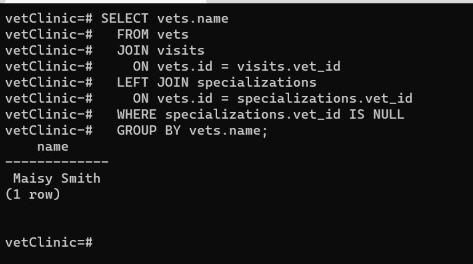 vetClinic=# SELECT vets.name
vetClinic-#   FROM vets
vetClinic-#   JOIN visits
vetClinic-#     ON vets.id = visits.vet_id
vetClinic-#   LEFT JOIN specializations
vetClinic-#     ON vets.id = specializations.vet_id
vetClinic-#   WHERE specializations.vet_id IS NULL
vetClinic-#   GROUP BY vets.name;
    name
-------------
 Maisy Smith
(1 row)
vetClinic=#